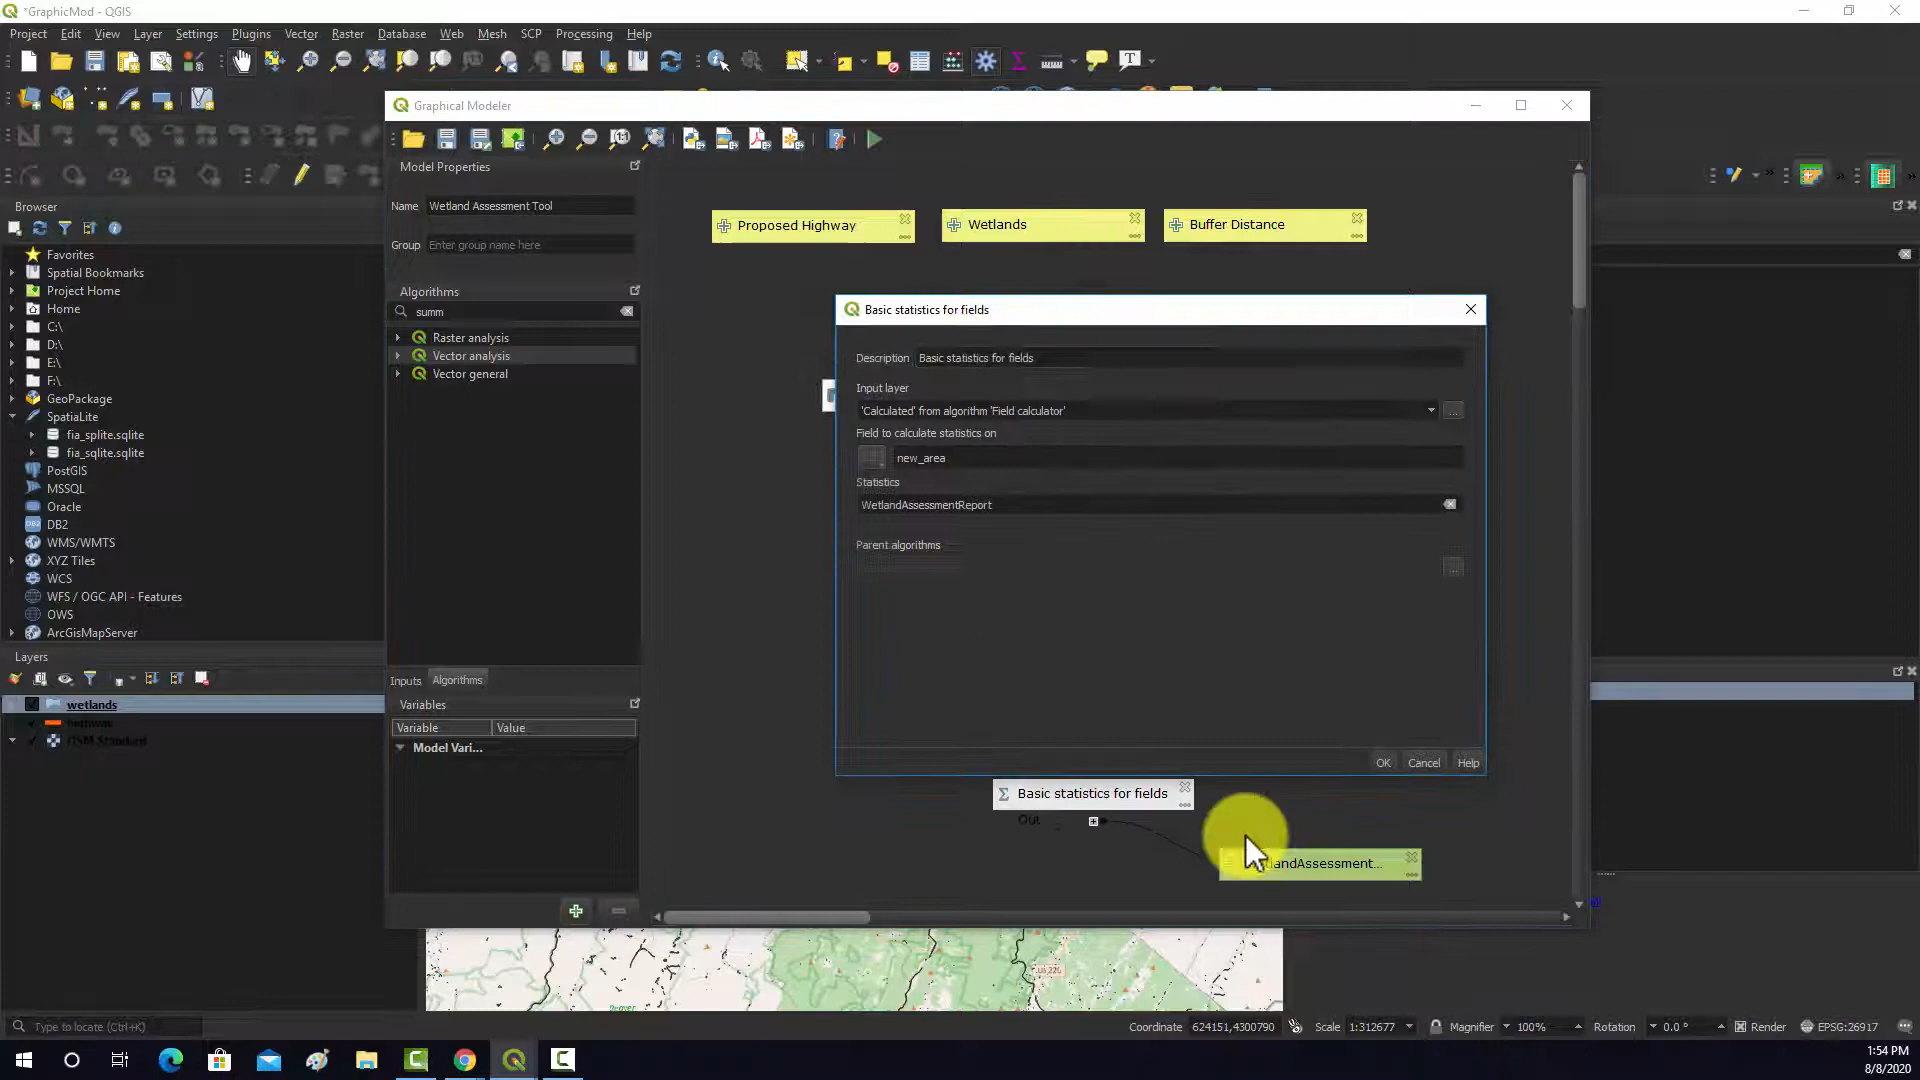 *GraphicMod - QGIS
Project Edit View Layer Settings Plugins Vector Raster Database Web Mesh SCP Processing Help
Graphical Modeler
Model Properties
Name Wetland Assessment Tool
Group Enter group name here
Algorithms
summ
Raster analysis
Vector analysis
Vector general
Inputs Algorithms
Variables
Variable Value
Model Vari...
Browser
Favorites
Spatial Bookmarks
Project Home
Home
C:\
D:\
E:\
F:\
GeoPackage
SpatiaLite
fia_splite.sqlite
fia_sqlite.sqlite
PostGIS
MSSQL
Oracle
DB2
WMS/WMTS
XYZ Tiles
WCS
WFS / OGC API - Features
OWS
ArcGisMapServer
Layers
wetlands
OSM Standard
Proposed Highway
Wetlands
Buffer Distance
Basic statistics for fields
Description Basic statistics for fields
Input layer
'Calculated' from algorithm 'Field calculator'
Field to calculate statistics on
new_area
Statistics
WetlandAssessmentReport
Parent algorithms
OK Cancel Help
Basic statistics for fields
Out
landAssessment...
US 220
Beaver
Type to locate (Ctrl+K)
Coordinate 624151,4300790 Scale 1:312677 Magnifier 100% Rotation 0.0 ° Render EPSG:26917
1:54 PM
8/8/2020